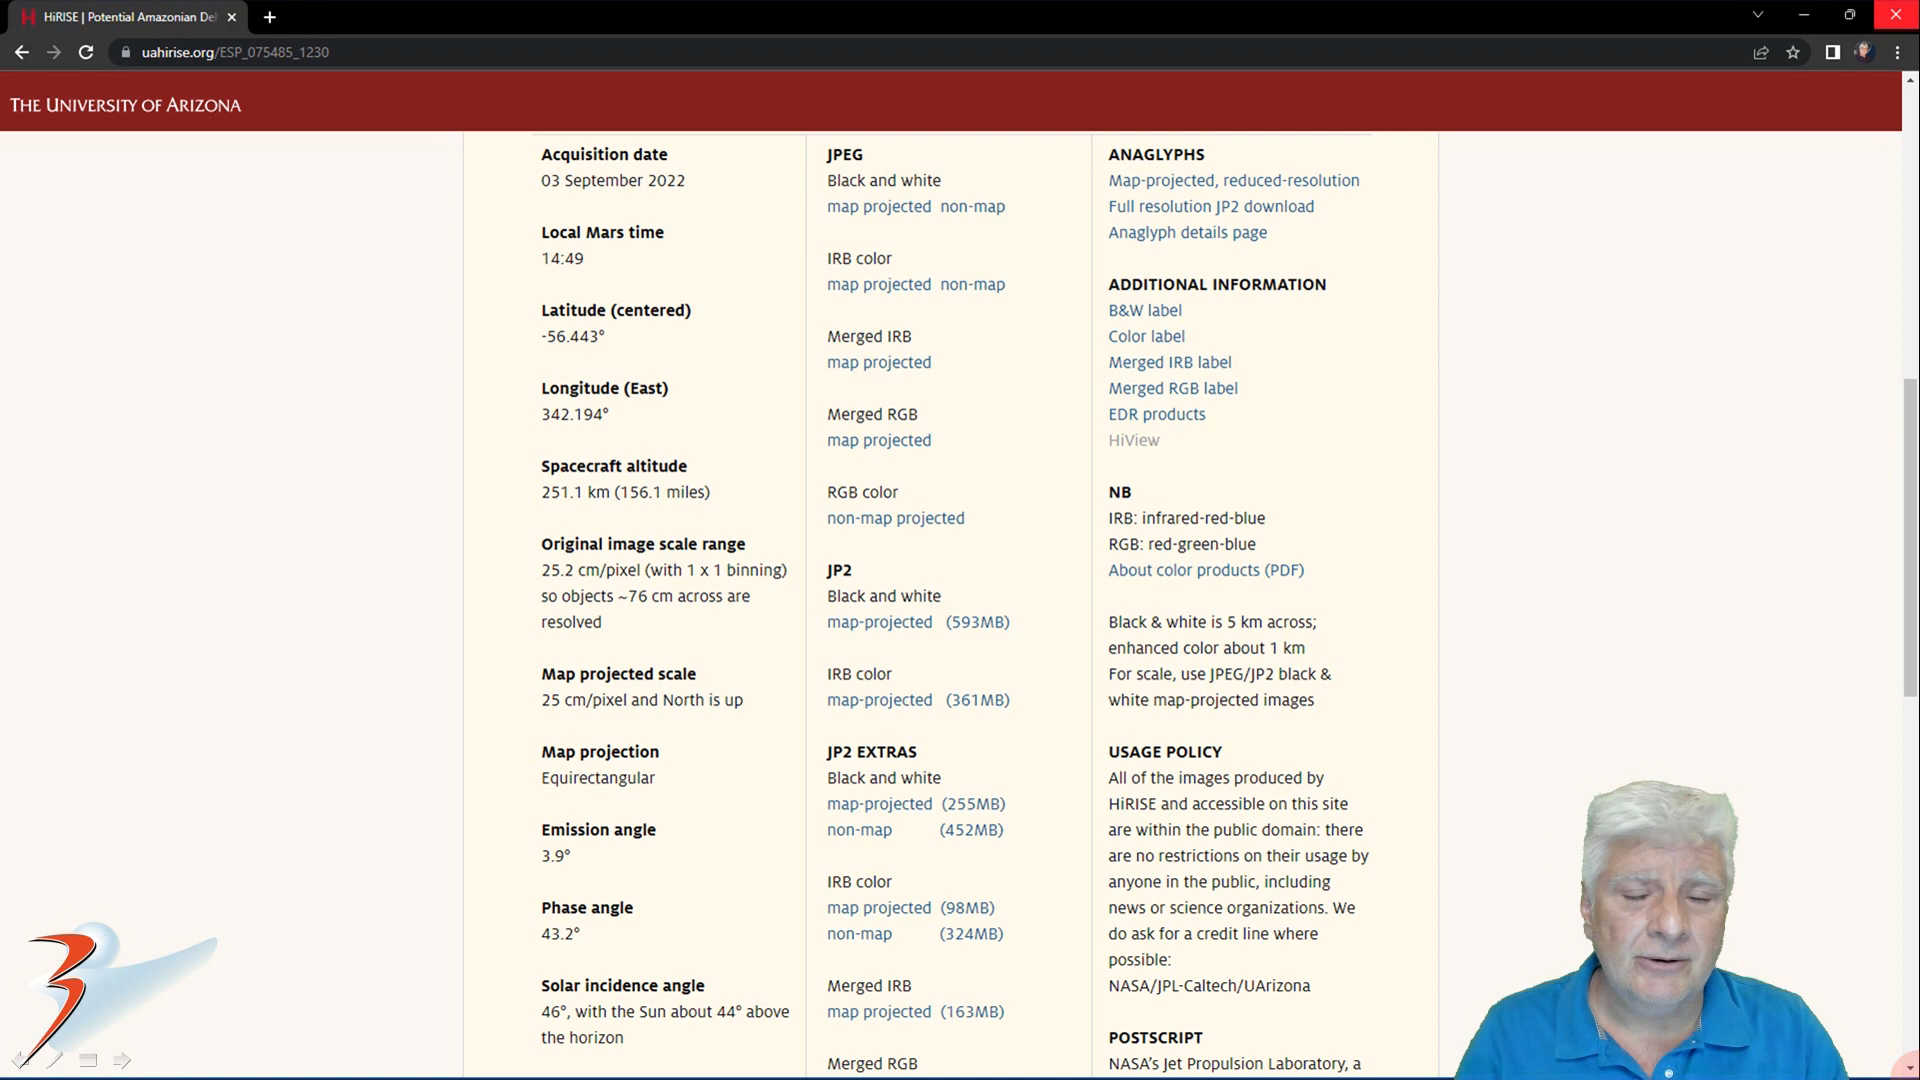 HiRISE | Potential Amazonian Del
uahirise.org/ESP_075485_1230
THE UNIVERSITY OF ARIZONA
Acquisition date
03 September 2022
Local Mars time
14:49
Latitude (centered)
-56.443°
Longitude (East)
342.194°
Spacecraft altitude
251.1 km (156.1 miles)
Original image scale range
25.2 cm/pixel (with 1 x 1 binning)
so objects ~76 cm across are
resolved
Map projected scale
25 cm/pixel and North is up
Map projection
Equirectangular
Emission angle
3.9°
Phase angle
43.2°
Solar incidence angle
46°, with the Sun about 44° above
the horizon
JPEG
Black and white
map projected non-map
IRB color
map projected non-map
Merged IRB
map projected
Merged RGB
map projected
RGB color
non-map projected
JP2
Black and white
map-projected (593MB)
IRB color
map-projected (361MB)
JP2 EXTRAS
Black and white
map-projected (255MB)
non-map (452MB)
IRB color
map projected (98MB)
non-map (324MB)
Merged IRB
map projected (163MB)
Merged RGB
ANAGLYPHS
Map-projected, reduced-resolution
Full resolution JP2 download
Anaglyph details page
ADDITIONAL INFORMATION
B&W label
Color label
Merged IRB label
Merged RGB label
EDR products
HiView
NB
IRB: infrared-red-blue
RGB: red-green-blue
About color products (PDF)
Black & white is 5 km across;
enhanced color about 1 km
For scale, use JPEG/JP2 black &
white map-projected images
USAGE POLICY
All of the images produced by
HiRISE and accessible on this site
are within the public domain: there
are no restrictions on their usage by
anyone in the public, including
news or science organizations. We
do ask for a credit line where
possible:
NASA/JPL-Caltech/UArizona
POSTSCRIPT
NASA's Jet Propulsion Laboratory, a